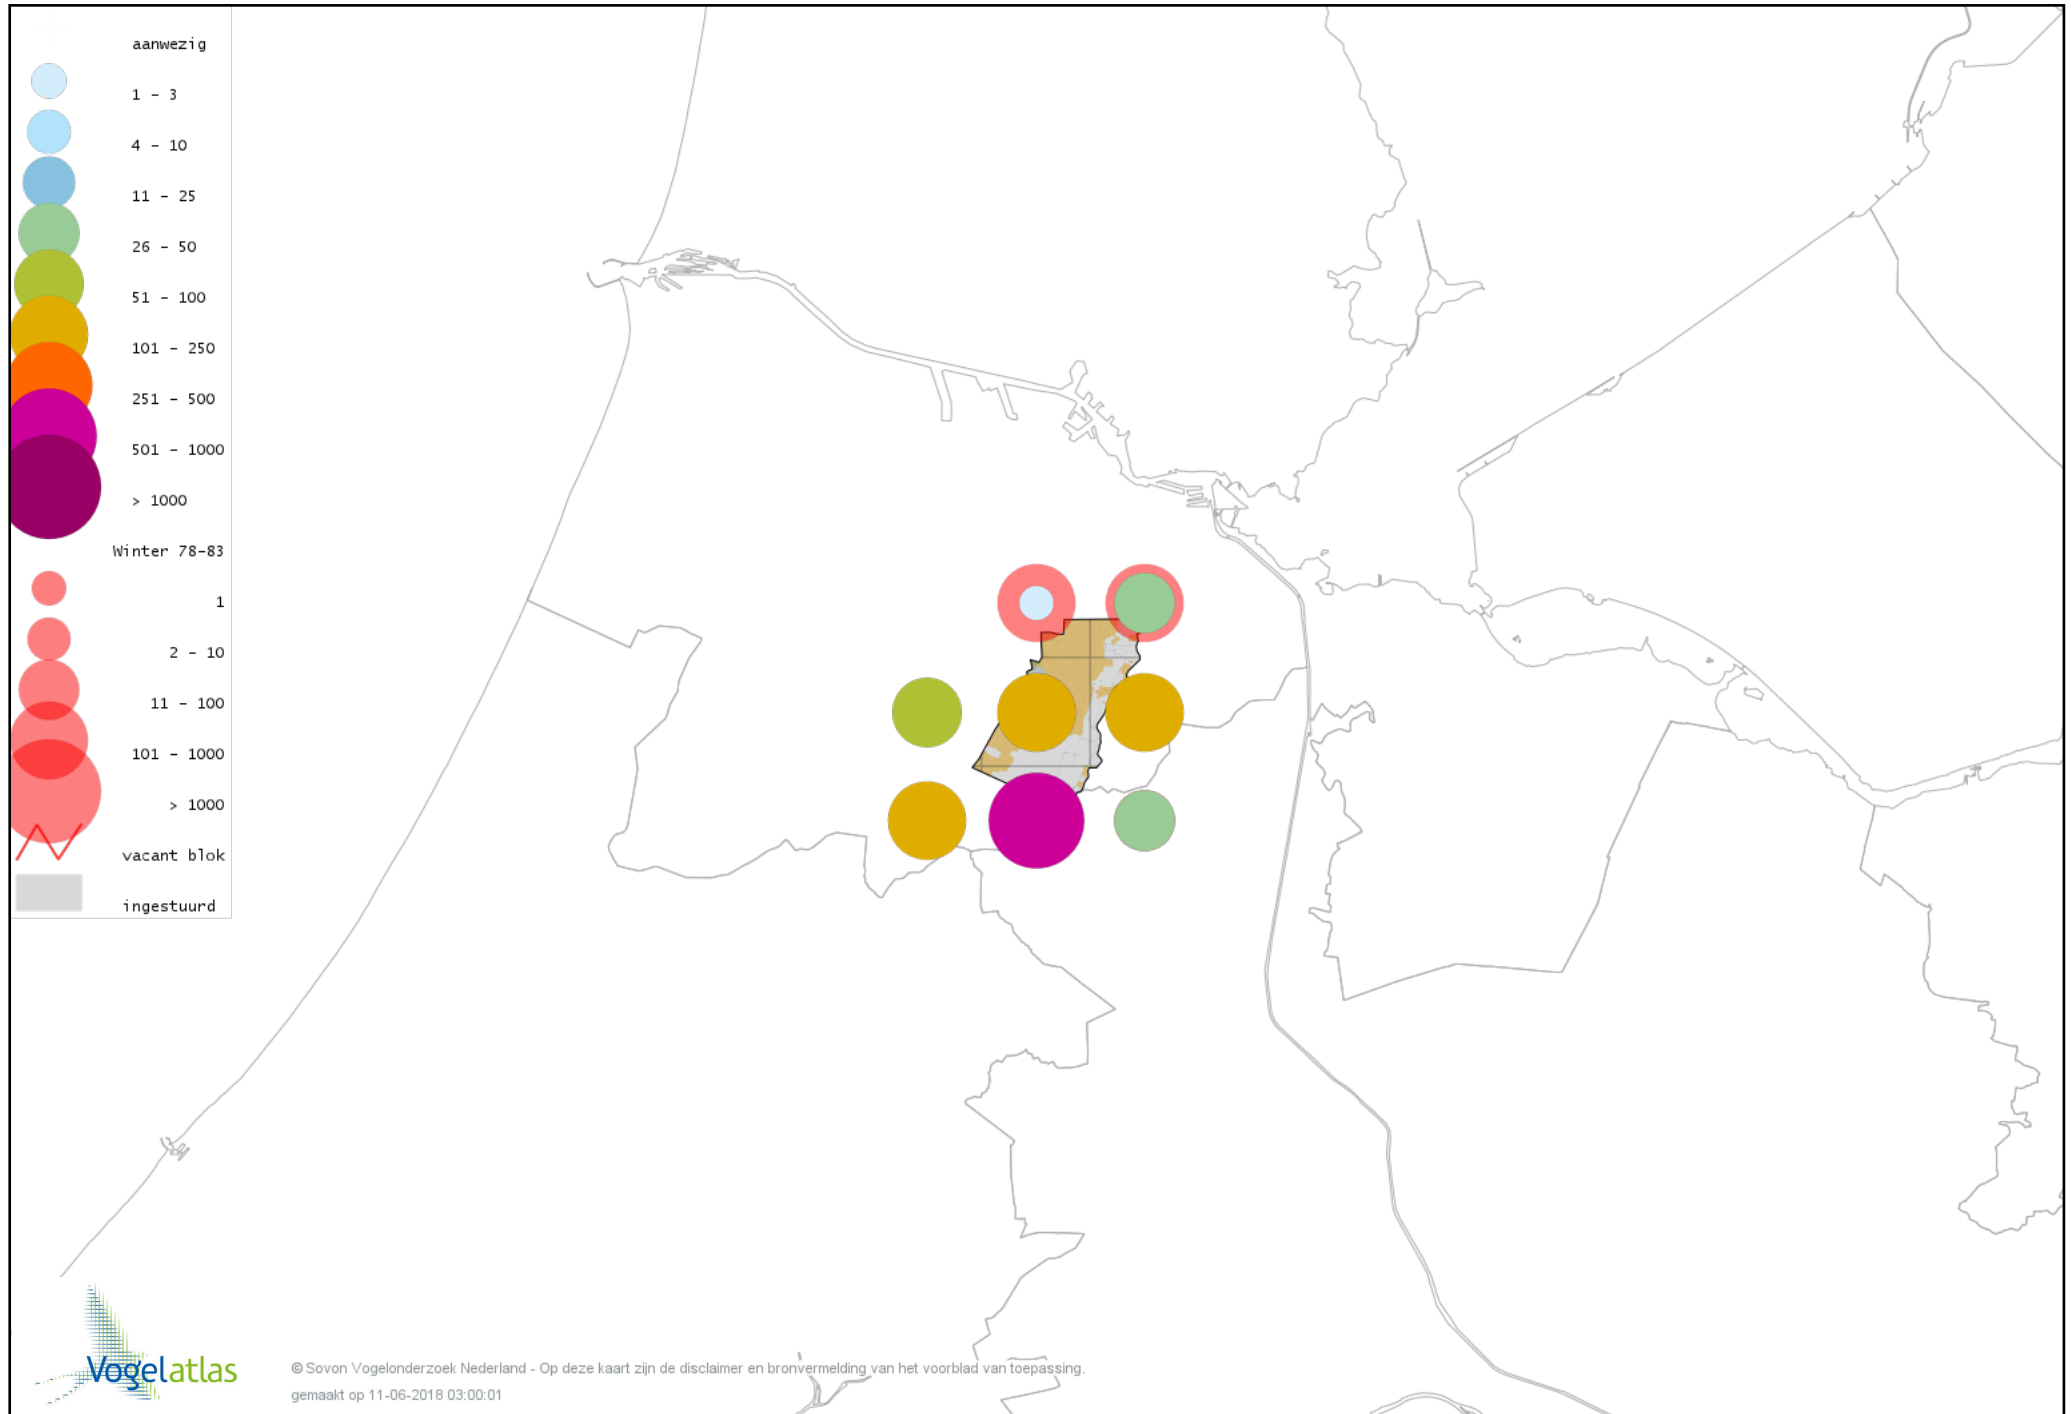 aanwezig
1 - 3
4 - 10
11 - 25
26 - 50
51 - 100
101 - 250
251 - 500
501 - 1000
> 1000
Winter 78-83
1
2 - 10
11 - 100
101 - 1000
> 1000
vacant blok
ingestuurd
Vogelatlas
© Sovon Vogelonderzoek Nederland - Op deze kaart zijn de disclaimer en bronvermelding van het voorblad van toepassing.
gemaakt op 11-06-2018 03:00:01